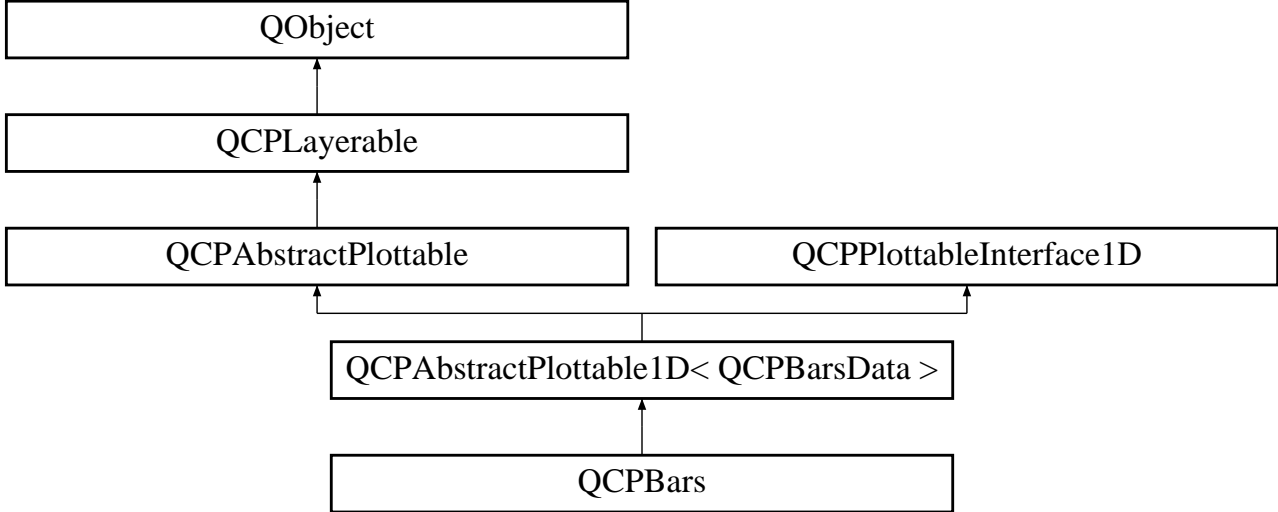 QObject
QCPLayerable
QCPAbstractPlottable
QCPPlottableInterface1D
QCPAbstractPlottable1D< QCPBarsData >
QCPBars